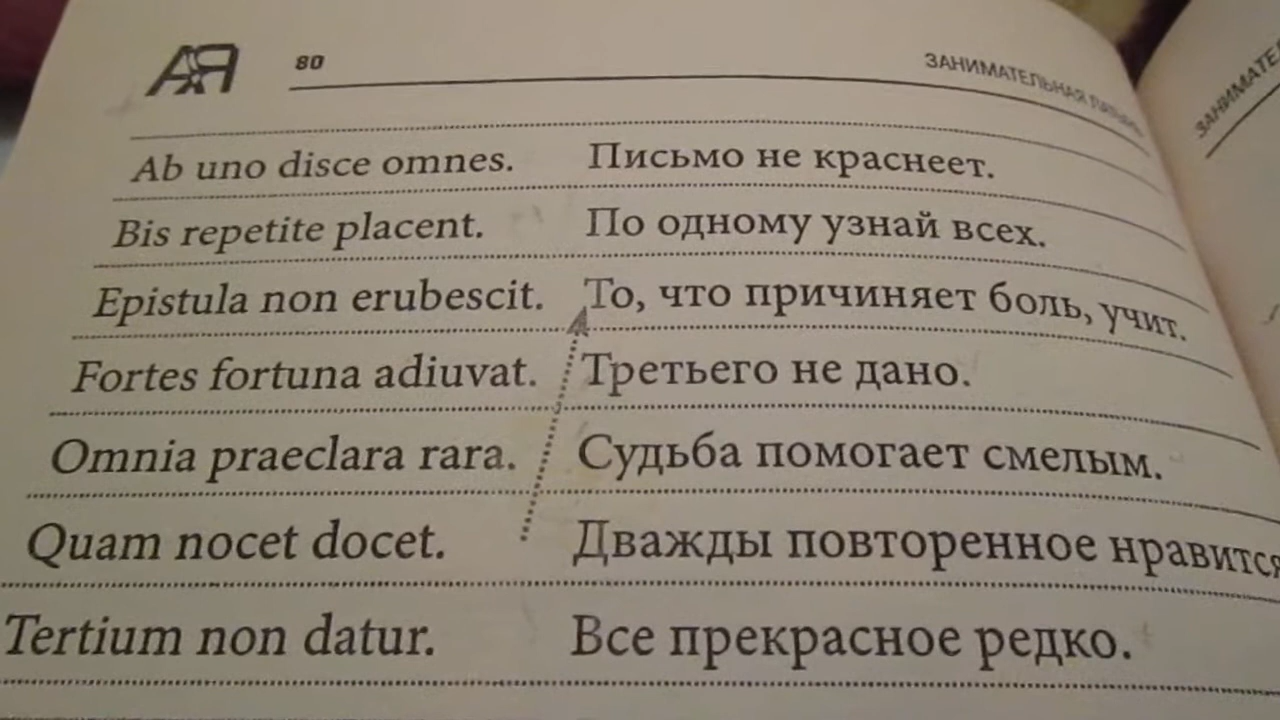 АЯ 80 ЗАНИМАТЕЛЬНАЯ
Ab uno disce omnes. Письмо не краснеет.
Bis repetite placent. По одному узнай всех.
Epistula non erubescit. То, что причиняет боль, учит.
Fortes fortuna adiuvat. Третьего не дано.
Omnia praeclara rara. Судьба помогает смелым.
Quam nocet docet. Дважды повторенное нравится
Tertium non datur. Все прекрасное редко.